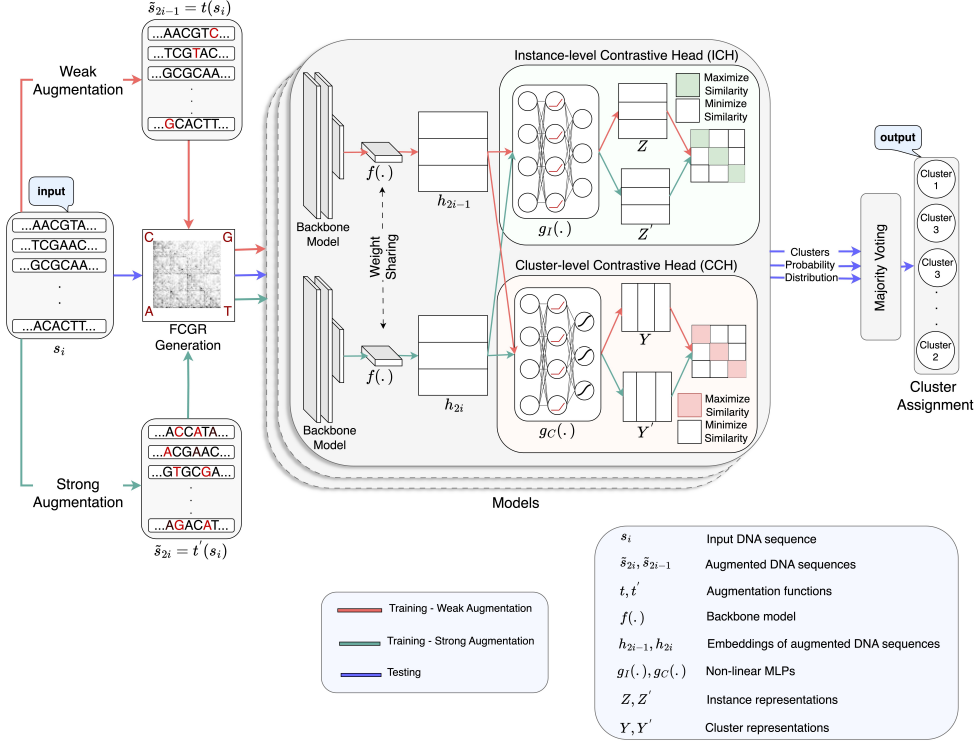 s̃₂ᵢ₋₁ = t(sᵢ)
...AACGTC...
...TCGTAC...
...GCGCAA...
.
.
.
...GCACTT...
Weak
Augmentation
input
...AACGTA...
...TCGAAC...
...GCGCAA...
.
.
.
...ACACTT...
sᵢ
C G
A T
FCGR
Generation
Strong
Augmentation
...ACCATA...
...ACGAAC...
...GTGCGA...
.
.
.
...AGACAT...
s̃₂ᵢ = t'(sᵢ)
Backbone
Model
f(.)
h₂ᵢ₋₁
Weight
Sharing
Backbone
Model
f(.)
h₂ᵢ
Instance-level Contrastive Head (ICH)
g_I(.)
Z
Z'
Maximize
Similarity
Minimize
Similarity
Cluster-level Contrastive Head (CCH)
g_C(.)
Y
Y'
Maximize
Similarity
Minimize
Similarity
Models
Clusters
Probability
Distribution
Majority Voting
output
Cluster
1
Cluster
3
Cluster
3
.
.
.
Cluster
2
Cluster
Assignment
Training - Weak Augmentation
Training - Strong Augmentation
Testing
sᵢ Input DNA sequence
s̃₂ᵢ, s̃₂ᵢ₋₁ Augmented DNA sequences
t, t' Augmentation functions
f(.) Backbone model
h₂ᵢ₋₁, h₂ᵢ Embeddings of augmented DNA sequences
g_I(.), g_C(.) Non-linear MLPs
Z, Z' Instance representations
Y, Y' Cluster representations